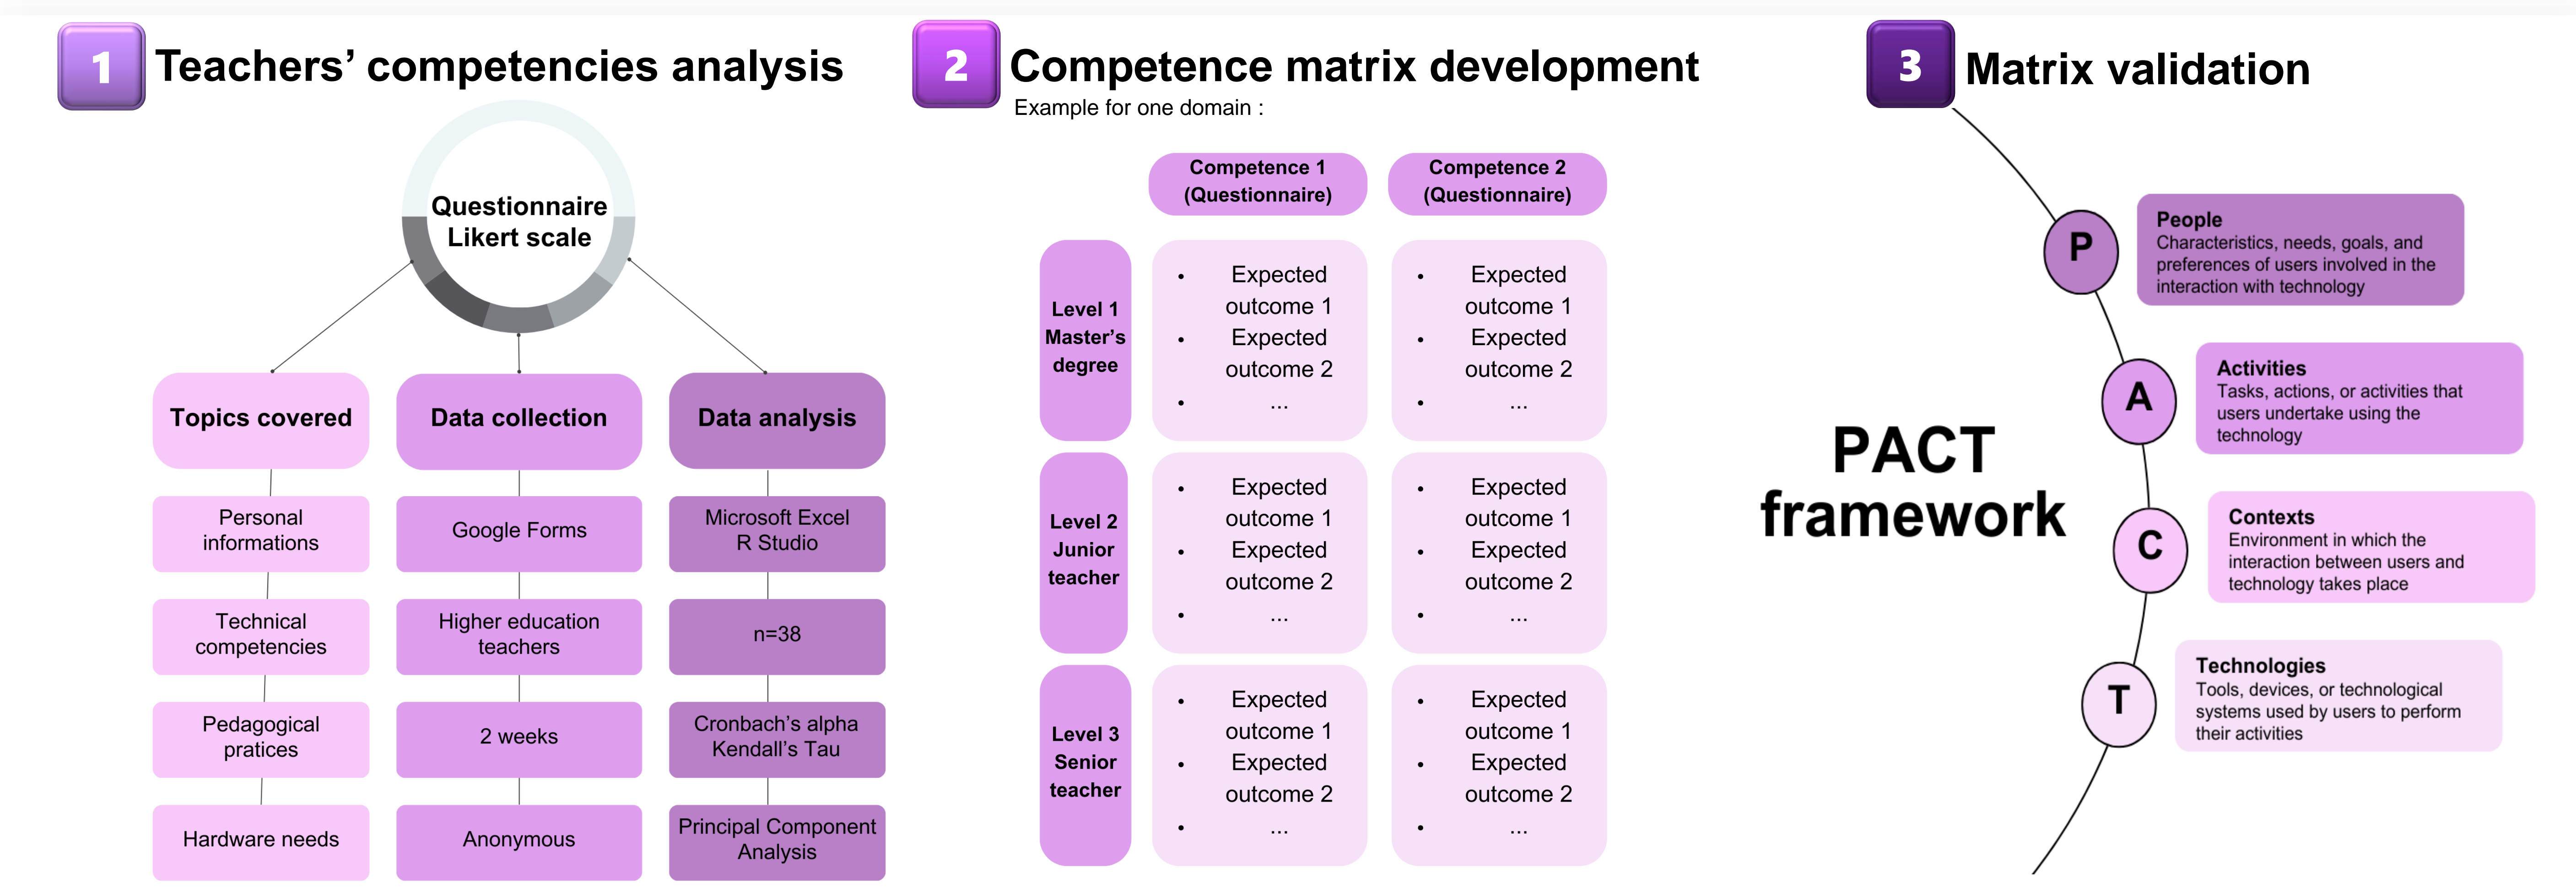 1
Teachers’ competencies analysis
Questionnaire
Likert scale
Topics covered
Personal
informations
Technical
competencies
Pedagogical
pratices
Hardware needs
Data collection
Google Forms
Higher education
teachers
2 weeks
Anonymous
Data analysis
Microsoft Excel
R Studio
n=38
Cronbach’s alpha
Kendall’s Tau
Principal Component
Analysis
2
Competence matrix development
Example for one domain :
Competence 1
(Questionnaire)
Competence 2
(Questionnaire)
Level 1
Master’s
degree
• Expected
outcome 1
• Expected
outcome 2
• ...
• Expected
outcome 1
• Expected
outcome 2
• ...
Level 2
Junior
teacher
• Expected
outcome 1
• Expected
outcome 2
• ...
• Expected
outcome 1
• Expected
outcome 2
• ...
Level 3
Senior
teacher
• Expected
outcome 1
• Expected
outcome 2
• ...
• Expected
outcome 1
• Expected
outcome 2
• ...
3
Matrix validation
PACT
framework
P
People
Characteristics, needs, goals, and
preferences of users involved in the
interaction with technology
A
Activities
Tasks, actions, or activities that
users undertake using the
technology
C
Contexts
Environment in which the
interaction between users and
technology takes place
T
Technologies
Tools, devices, or technological
systems used by users to perform
their activities